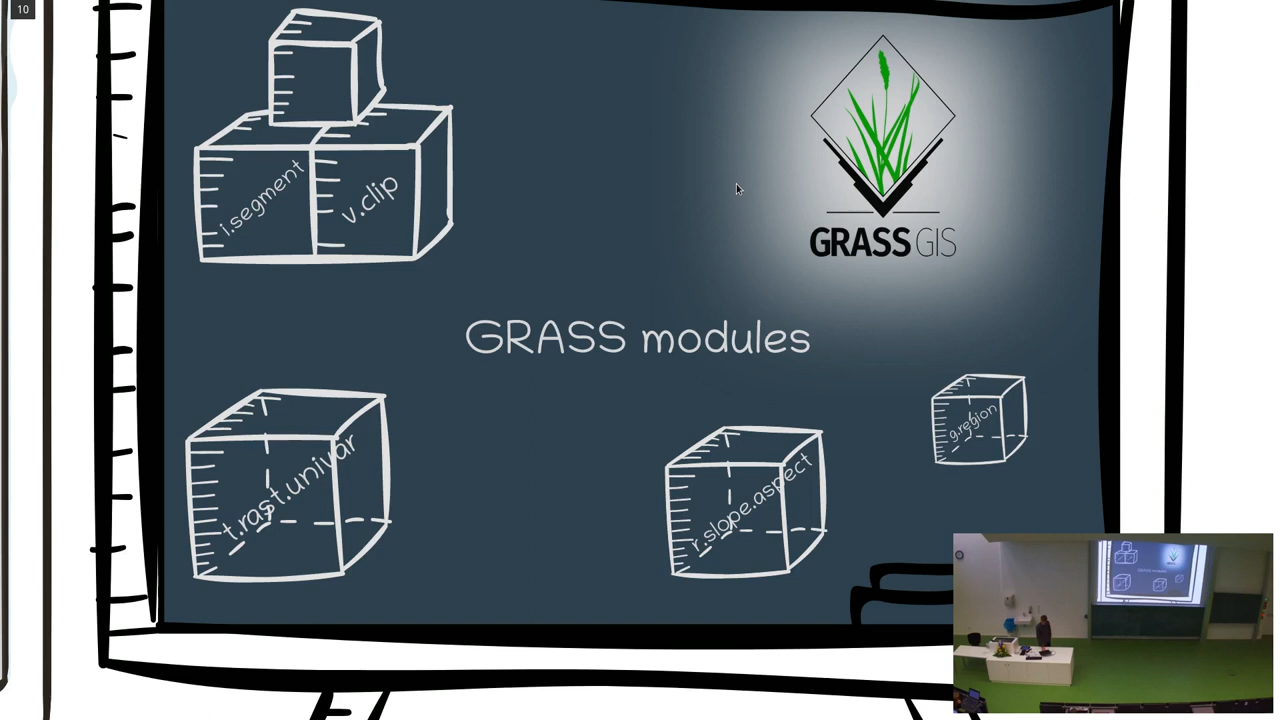 10
i.segment
v.clip
GRASS GIS
GRASS modules
t.rast.univar
r.slope.aspect
g.region